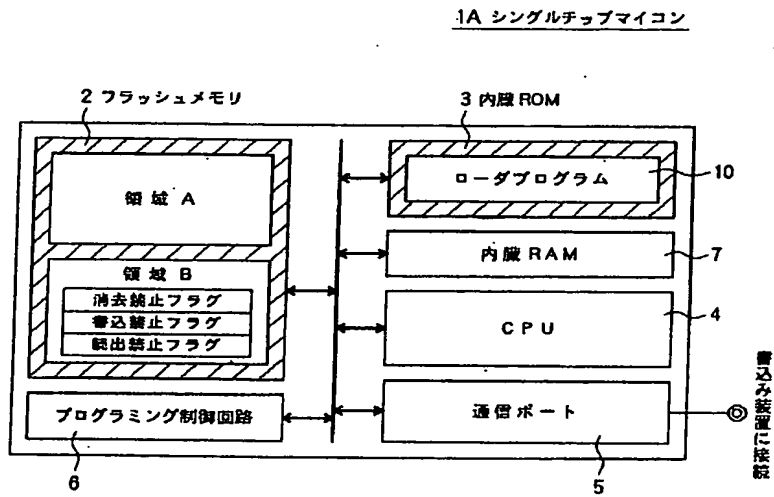 1A シングルチップマイコン
2 フラッシュメモリ
3 内蔵ROM
領域 A
ローダプログラム
10
内蔵RAM
7
領域 B
消去禁止フラグ
書込禁止フラグ
読出禁止フラグ
CPU
4
プログラミング制御回路
通信ポート
6
5
書込み装置に接続